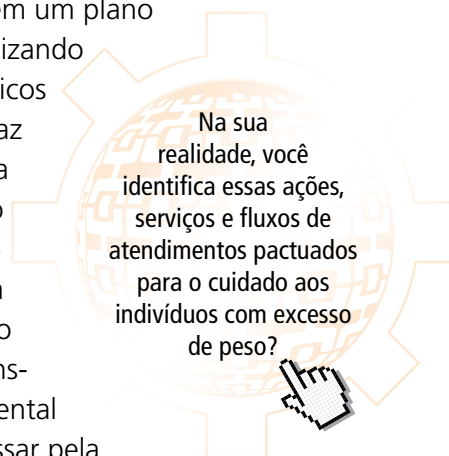 em um plano
izando
icos
az
a
o
Na sua
realidade, você
identifica essas ações,
serviços e fluxos de
atendimentos pactuados
para o cuidado aos
indivíduos com excesso
de peso?
o
ns-
ental
ssar pela